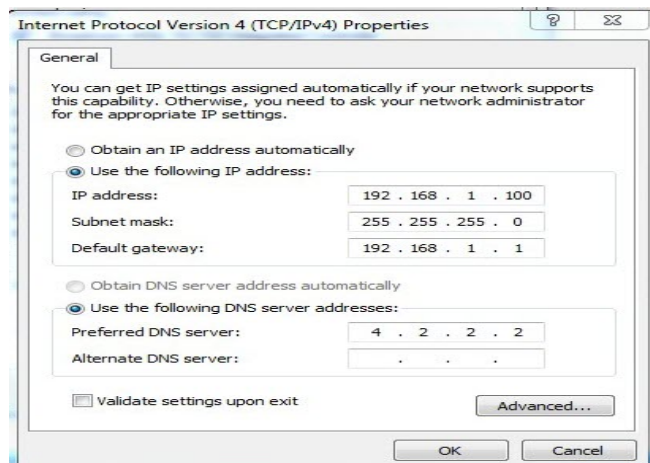 Internet Protocol Version 4 (TCP/IPv4) Properties
General
You can get IP settings assigned automatically if your network supports
this capability. Otherwise, you need to ask your network administrator
for the appropriate IP settings.
Obtain an IP address automatically
Use the following IP address:
IP address: 192 . 168 . 1 . 100
Subnet mask: 255 . 255 . 255 . 0
Default gateway: 192 . 168 . 1 . 1
Obtain DNS server address automatically
Use the following DNS server addresses:
Preferred DNS server: 4 . 2 . 2 . 2
Alternate DNS server: . . .
Validate settings upon exit
Advanced...
OK Cancel